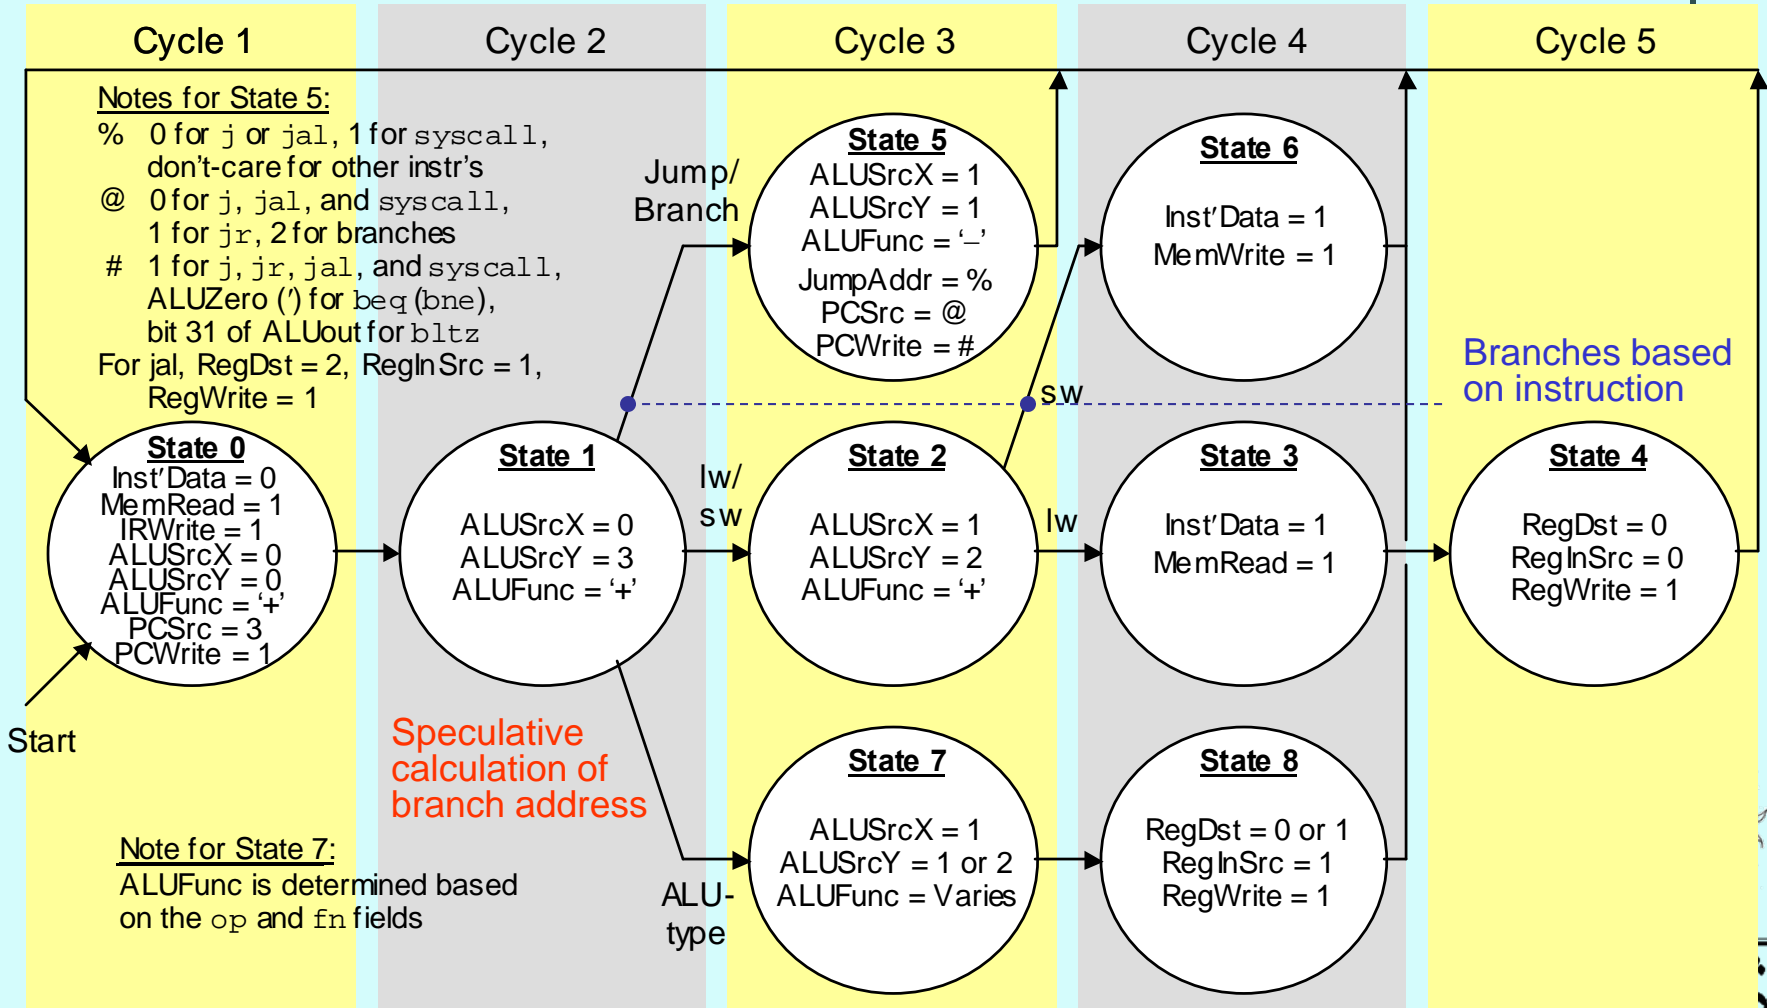 Cycle 1
Cycle 2
Cycle 3
Cycle 4
Cycle 5
Notes for State 5:
% 0 for j or jal, 1 for syscall,
don't-care for other instr's
@ 0 for j, jal, and syscall,
1 for jr, 2 for branches
# 1 for j, jr, jal, and syscall,
ALUZero (′) for beq (bne),
bit 31 of ALUout for bltz
For jal, RegDst = 2, RegInSrc = 1,
RegWrite = 1
Jump/
Branch
State 5
ALUSrcX = 1
ALUSrcY = 1
ALUFunc = ‘–’
JumpAddr = %
PCSrc = @
PCWrite = #
State 6
Inst′Data = 1
MemWrite = 1
Branches based
on instruction
sw
State 0
Inst′Data = 0
MemRead = 1
IRWrite = 1
ALUSrcX = 0
ALUSrcY = 0
ALUFunc = ‘+’
PCSrc = 3
PCWrite = 1
Start
State 1
ALUSrcX = 0
ALUSrcY = 3
ALUFunc = ‘+’
lw/
sw
State 2
ALUSrcX = 1
ALUSrcY = 2
ALUFunc = ‘+’
lw
State 3
Inst′Data = 1
MemRead = 1
State 4
RegDst = 0
RegInSrc = 0
RegWrite = 1
Speculative
calculation of
branch address
Note for State 7:
ALUFunc is determined based
on the op and fn fields
ALU-
type
State 7
ALUSrcX = 1
ALUSrcY = 1 or 2
ALUFunc = Varies
State 8
RegDst = 0 or 1
RegInSrc = 1
RegWrite = 1